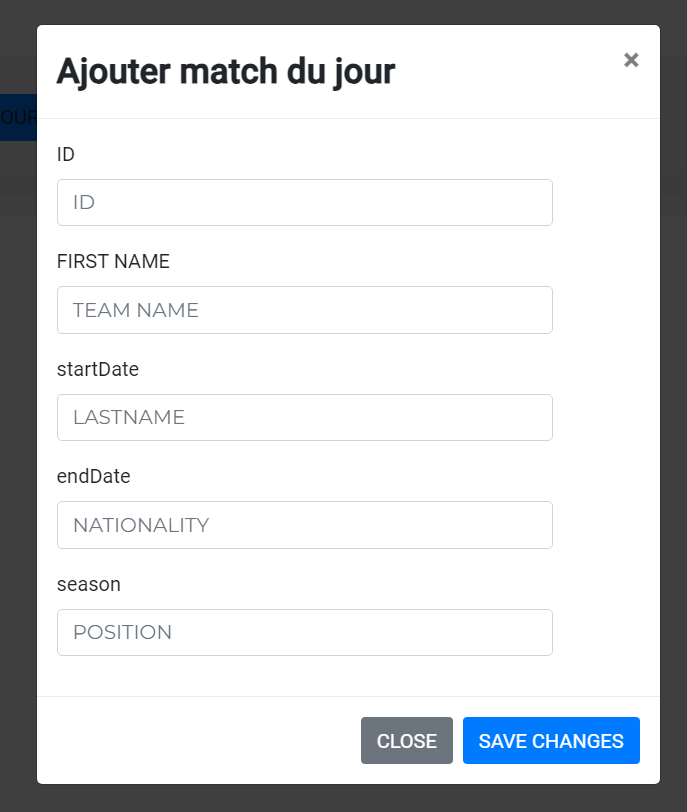 Ajouter match du jour
×
OUR
ID
ID
FIRST NAME
TEAM NAME
startDate
LASTNAME
endDate
NATIONALITY
season
POSITION
CLOSE
SAVE CHANGES